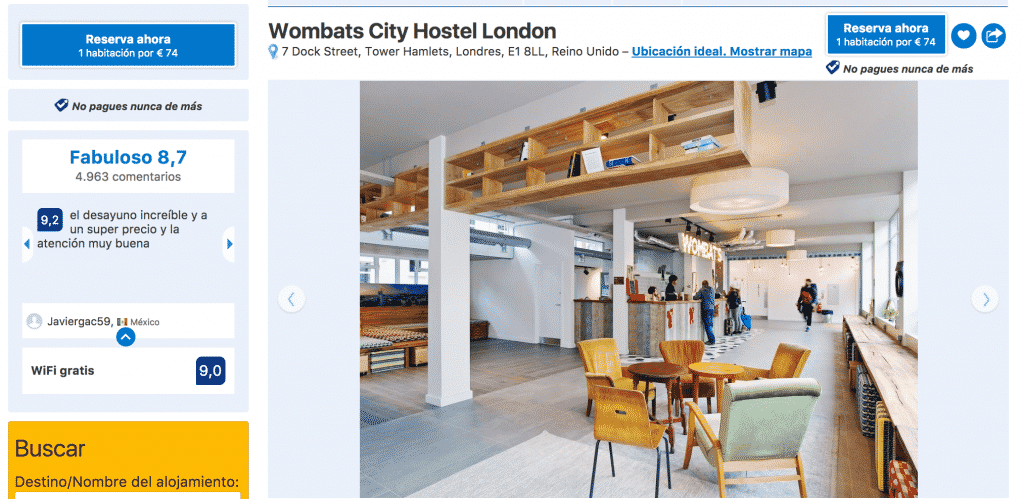 Reserva ahora
1 habitación por € 74
No pagues nunca de más
Fabuloso 8,7
4.963 comentarios
9,2 el desayuno increíble y a
un super precio y la
atención muy buena
Javiergac59, México
WiFi gratis 9,0
Buscar
Destino/Nombre del alojamiento:
Wombats City Hostel London
7 Dock Street, Tower Hamlets, Londres, E1 8LL, Reino Unido – Ubicación ideal. Mostrar mapa
Reserva ahora
1 habitación por € 74
No pagues nunca de más
WOMBAT'S